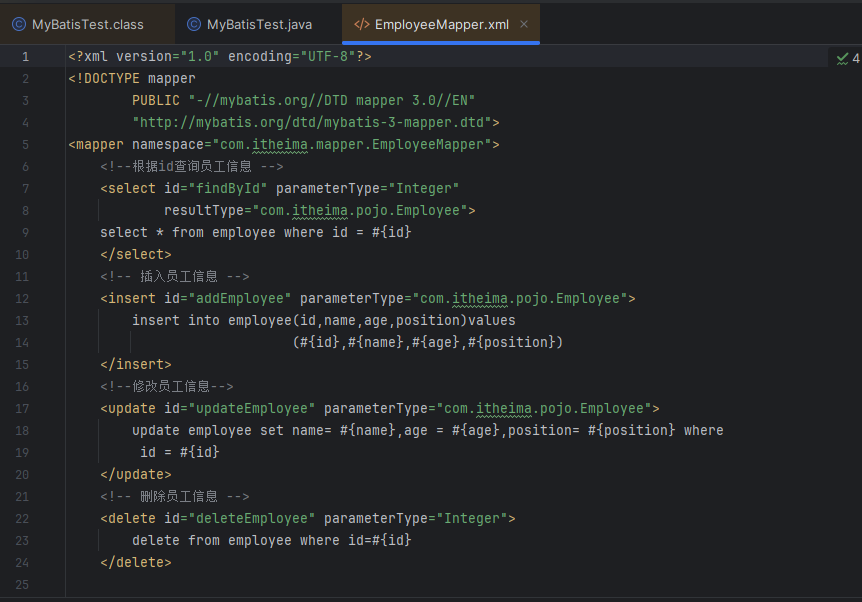 MyBatisTest.class MyBatisTest.java </> EmployeeMapper.xml ×
1 <?xml version="1.0" encoding="UTF-8"?> 4
2 <!DOCTYPE mapper
3 PUBLIC "-//mybatis.org//DTD mapper 3.0//EN"
4 "http://mybatis.org/dtd/mybatis-3-mapper.dtd">
5 <mapper namespace="com.itheima.mapper.EmployeeMapper">
6 <!--根据id查询员工信息 -->
7 <select id="findById" parameterType="Integer"
8 resultType="com.itheima.pojo.Employee">
9 select * from employee where id = #{id}
10 </select>
11 <!-- 插入员工信息 -->
12 <insert id="addEmployee" parameterType="com.itheima.pojo.Employee">
13 insert into employee(id,name,age,position)values
14 (#{id},#{name},#{age},#{position})
15 </insert>
16 <!--修改员工信息-->
17 <update id="updateEmployee" parameterType="com.itheima.pojo.Employee">
18 update employee set name= #{name},age = #{age},position= #{position} where
19 id = #{id}
20 </update>
21 <!-- 删除员工信息 -->
22 <delete id="deleteEmployee" parameterType="Integer">
23 delete from employee where id=#{id}
24 </delete>
25